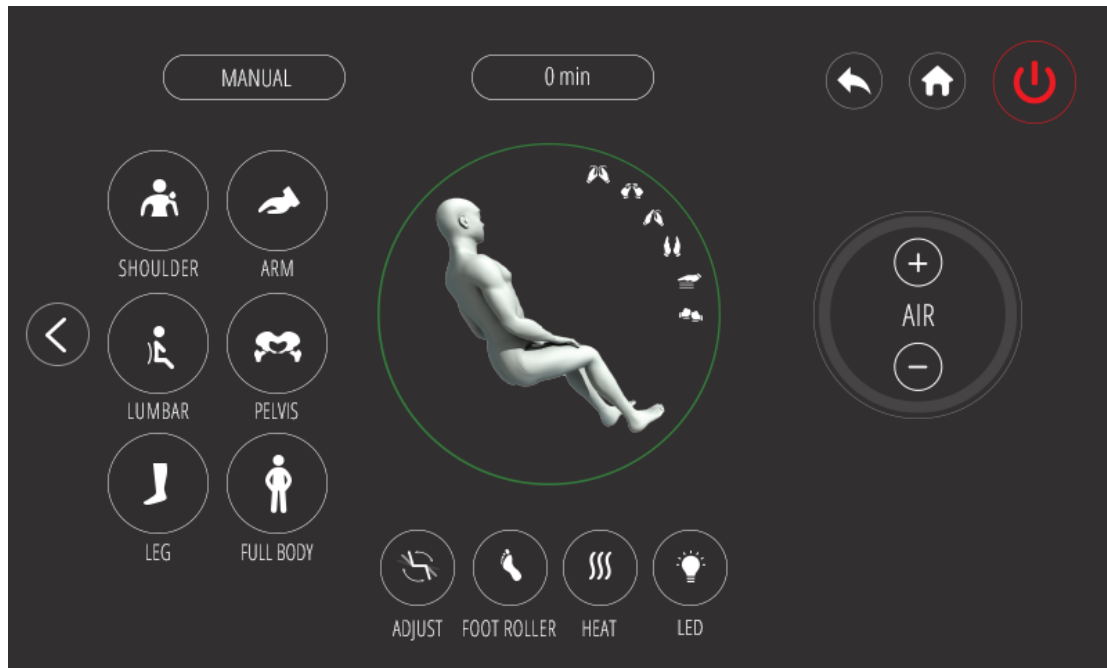 MANUAL
0 min
SHOULDER
ARM
+
AIR
−
LUMBAR
PELVIS
LEG
FULL BODY
ADJUST
FOOT ROLLER
HEAT
LED